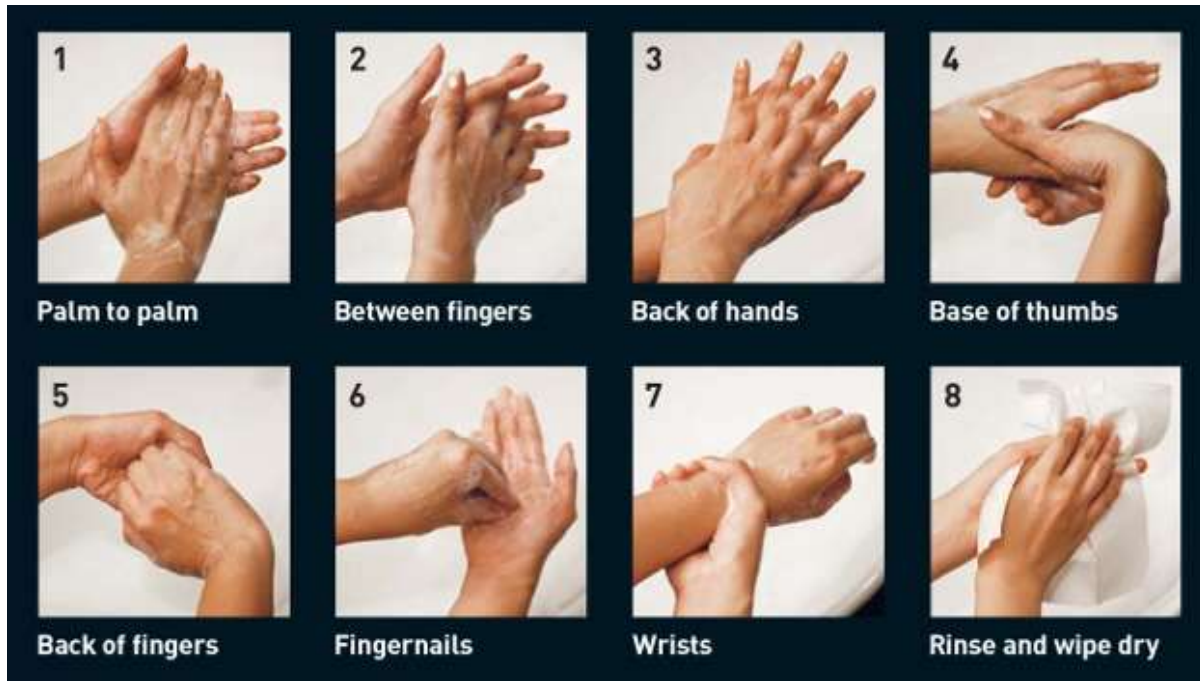 1
2
3
4
Palm to palm
Between fingers
Back of hands
Base of thumbs
5
6
7
8
Back of fingers
Fingernails
Wrists
Rinse and wipe dry